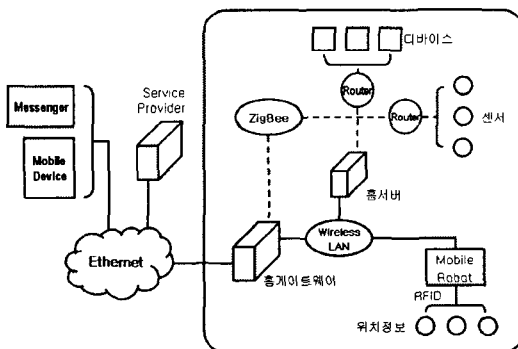 Messenger
Mobile
Device
Service
Provider
Ethernet
디바이스
Router
ZigBee
Router
센서
홈서버
Wireless
LAN
홈게이트웨어
Mobile
Robot
RFID
위치정보